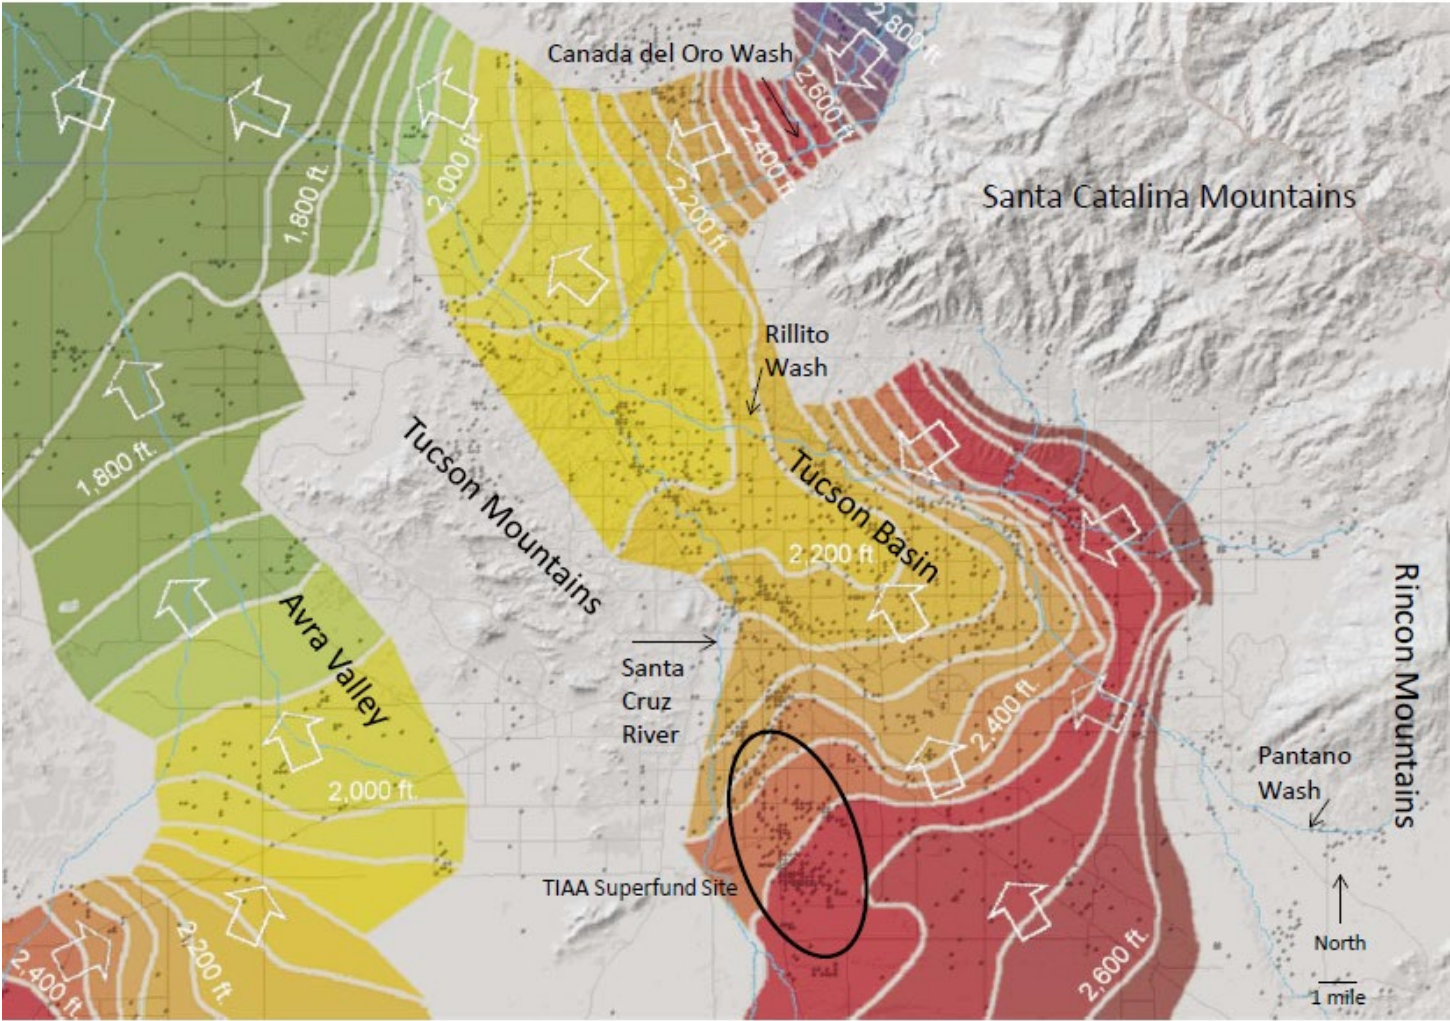 2,800 ft.
Canada del Oro Wash
2,600 ft.
2,400 ft.
2,000 ft.
1,800 ft.
2,200 ft.
Santa Catalina Mountains
Rillito
Wash
Tucson Mountains
Tucson Basin
1,800 ft.
2,200 ft
Avra Valley
Rincon Mountains
Santa
Cruz
River
2,400 ft.
Pantano
Wash
2,000 ft.
TIAA Superfund Site
2,200 ft.
2,400 ft.
2,600 ft.
North
1 mile